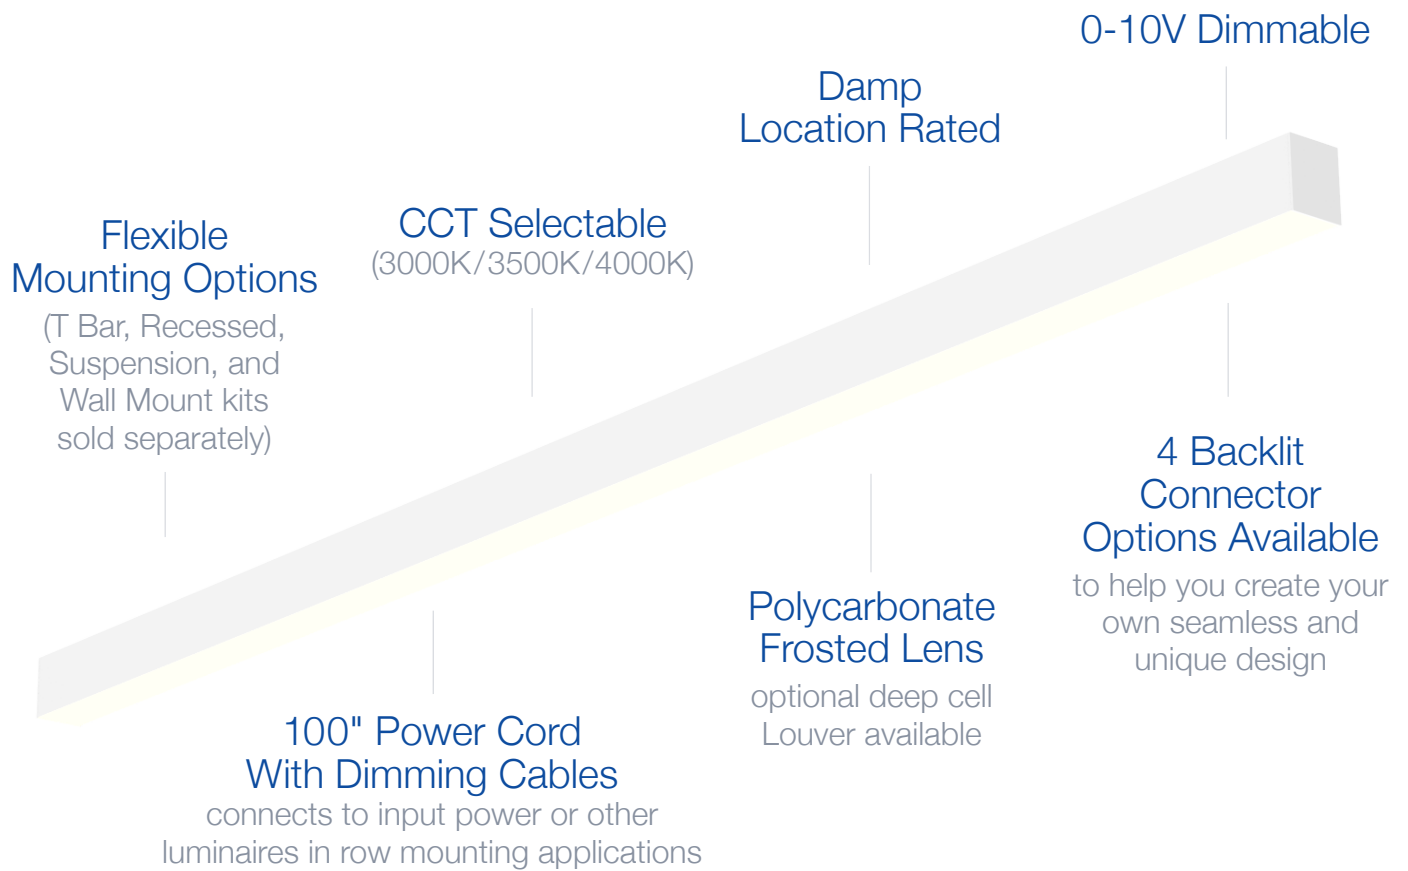 0-10V Dimmable
Damp
Location Rated
CCT Selectable
(3000K/3500K/4000K)
Flexible
Mounting Options
(T Bar, Recessed,
Suspension, and
Wall Mount kits
sold separately)
4 Backlit
Connector
Options Available
to help you create your
own seamless and
unique design
Polycarbonate
Frosted Lens
optional deep cell
Louver available
100" Power Cord
With Dimming Cables
connects to input power or other
luminaires in row mounting applications